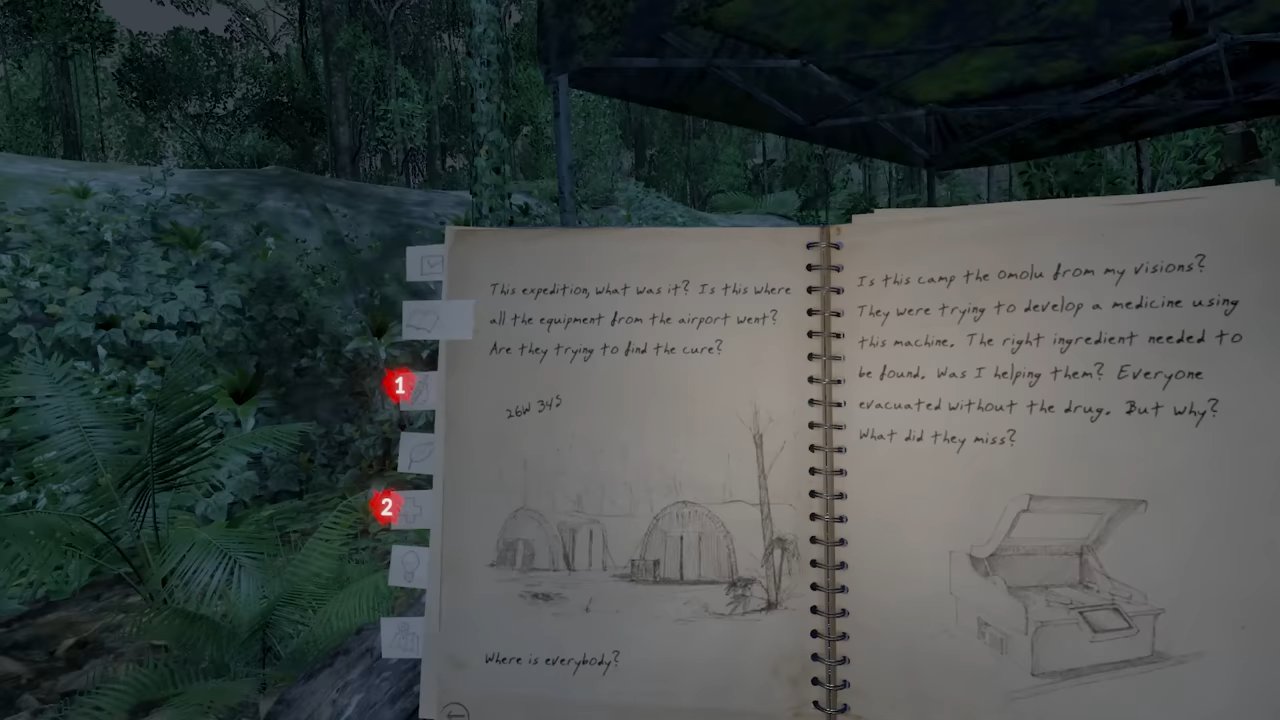 1
2
This expedition, what was it? Is this where
all the equipment from the airport went?
Are they trying to find the cure?
26W 34S
Where is everybody?
Is this camp the Omolu from my visions?
They were trying to develop a medicine using
this machine. The right ingredient needed to
be found. Was I helping them? Everyone
evacuated without the drug. But why?
What did they miss?